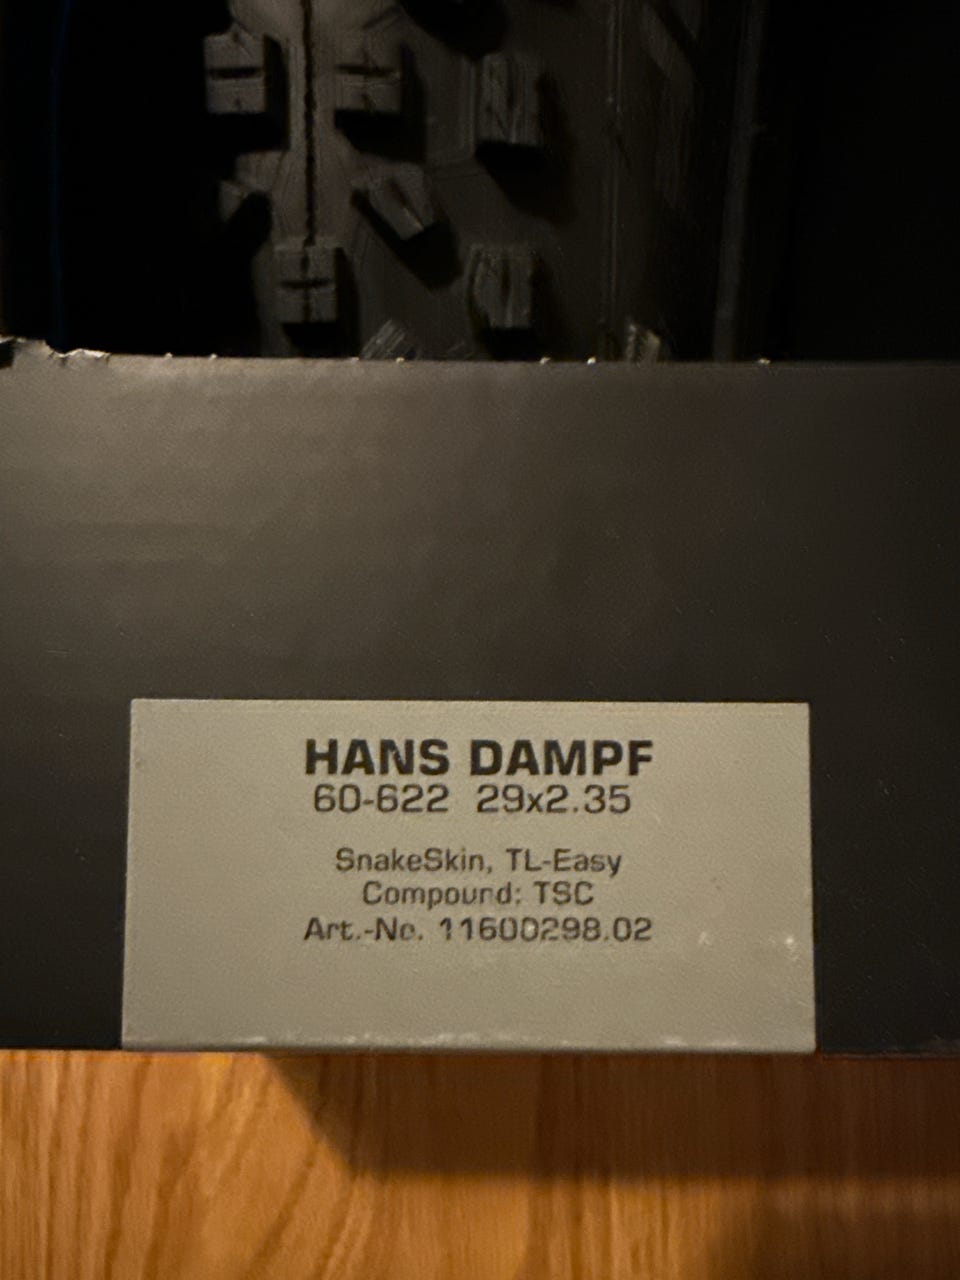 HANS DAMPF
60-622 29x2.35
SnakeSkin, TL-Easy
Compound: TSC
Art.-No. 11600298.02